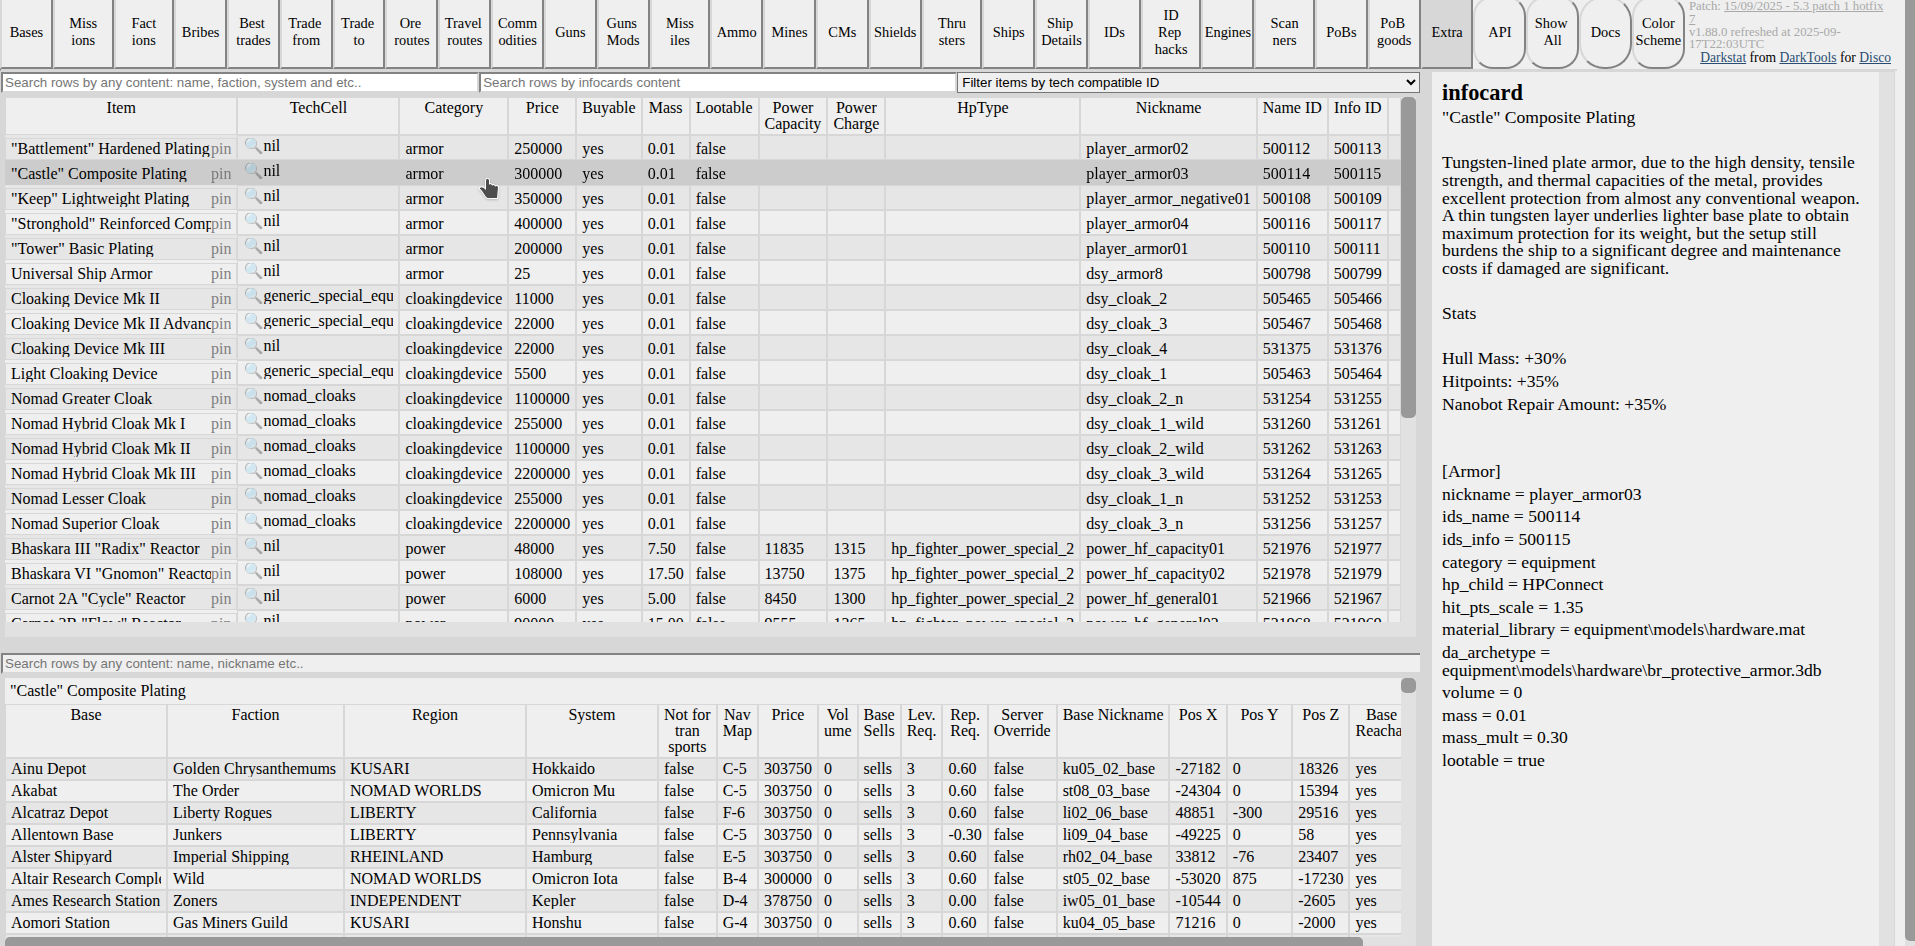 Bases Miss ions Fact ions Bribes Best trades Trade from Trade to Ore routes Travel routes Comm odities Guns Guns Mods Miss iles Ammo Mines CMs Shields Thru sters Ships Ship Details IDs ID Rep hacks Engines Scan ners PoBs PoB goods Extra API Show All Docs Color Scheme
Patch: 15/09/2025 - 5.3 patch 1 hotfix
7
v1.88.0 refreshed at 2025-09-
17T22:03UTC
Darkstat from DarkTools for Disco
Search rows by any content: name, faction, system and etc.. Search rows by infocards content Filter items by tech compatible ID
Item TechCell Category Price Buyable Mass Lootable Power Capacity Power Charge HpType Nickname Name ID Info ID
"Battlement" Hardened Plating pin 🔍nil armor 250000 yes 0.01 false player_armor02 500112 500113
"Castle" Composite Plating pin 🔍nil armor 300000 yes 0.01 false player_armor03 500114 500115
"Keep" Lightweight Plating pin 🔍nil armor 350000 yes 0.01 false player_armor_negative01 500108 500109
"Stronghold" Reinforced Comp pin 🔍nil armor 400000 yes 0.01 false player_armor04 500116 500117
"Tower" Basic Plating pin 🔍nil armor 200000 yes 0.01 false player_armor01 500110 500111
Universal Ship Armor pin 🔍nil armor 25 yes 0.01 false dsy_armor8 500798 500799
Cloaking Device Mk II pin 🔍generic_special_equ cloakingdevice 11000 yes 0.01 false dsy_cloak_2 505465 505466
Cloaking Device Mk II Advanc pin 🔍generic_special_equ cloakingdevice 22000 yes 0.01 false dsy_cloak_3 505467 505468
Cloaking Device Mk III pin 🔍nil cloakingdevice 22000 yes 0.01 false dsy_cloak_4 531375 531376
Light Cloaking Device pin 🔍generic_special_equ cloakingdevice 5500 yes 0.01 false dsy_cloak_1 505463 505464
Nomad Greater Cloak pin 🔍nomad_cloaks cloakingdevice 1100000 yes 0.01 false dsy_cloak_2_n 531254 531255
Nomad Hybrid Cloak Mk I pin 🔍nomad_cloaks cloakingdevice 255000 yes 0.01 false dsy_cloak_1_wild 531260 531261
Nomad Hybrid Cloak Mk II pin 🔍nomad_cloaks cloakingdevice 1100000 yes 0.01 false dsy_cloak_2_wild 531262 531263
Nomad Hybrid Cloak Mk III pin 🔍nomad_cloaks cloakingdevice 2200000 yes 0.01 false dsy_cloak_3_wild 531264 531265
Nomad Lesser Cloak pin 🔍nomad_cloaks cloakingdevice 255000 yes 0.01 false dsy_cloak_1_n 531252 531253
Nomad Superior Cloak pin 🔍nomad_cloaks cloakingdevice 2200000 yes 0.01 false dsy_cloak_3_n 531256 531257
Bhaskara III "Radix" Reactor pin 🔍nil power 48000 yes 7.50 false 11835 1315 hp_fighter_power_special_2 power_hf_capacity01 521976 521977
Bhaskara VI "Gnomon" Reacto pin 🔍nil power 108000 yes 17.50 false 13750 1375 hp_fighter_power_special_2 power_hf_capacity02 521978 521979
Carnot 2A "Cycle" Reactor pin 🔍nil power 6000 yes 5.00 false 8450 1300 hp_fighter_power_special_2 power_hf_general01 521966 521967
Search rows by any content: name, nickname etc..
"Castle" Composite Plating
Base Faction Region System Not for tran sports Nav Map Price Vol ume Base Sells Lev. Req. Rep. Req. Server Override Base Nickname Pos X Pos Y Pos Z Base Reacha
Ainu Depot Golden Chrysanthemums KUSARI Hokkaido false C-5 303750 0 sells 3 0.60 false ku05_02_base -27182 0 18326 yes
Akabat The Order NOMAD WORLDS Omicron Mu false C-5 303750 0 sells 3 0.60 false st08_03_base -24304 0 15394 yes
Alcatraz Depot Liberty Rogues LIBERTY California false F-6 303750 0 sells 3 0.60 false li02_06_base 48851 -300 29516 yes
Allentown Base Junkers LIBERTY Pennsylvania false C-5 303750 0 sells 3 -0.30 false li09_04_base -49225 0 58 yes
Alster Shipyard Imperial Shipping RHEINLAND Hamburg false E-5 303750 0 sells 3 0.60 false rh02_04_base 33812 -76 23407 yes
Altair Research Comple Wild NOMAD WORLDS Omicron Iota false B-4 300000 0 sells 3 0.60 false st05_02_base -53020 875 -17230 yes
Ames Research Station Zoners INDEPENDENT Kepler false D-4 378750 0 sells 3 0.00 false iw05_01_base -10544 0 -2605 yes
Aomori Station Gas Miners Guild KUSARI Honshu false G-4 303750 0 sells 3 0.60 false ku04_05_base 71216 0 -2000 yes
infocard
"Castle" Composite Plating
Tungsten-lined plate armor, due to the high density, tensile
strength, and thermal capacities of the metal, provides
excellent protection from almost any conventional weapon.
A thin tungsten layer underlies lighter base plate to obtain
maximum protection for its weight, but the setup still
burdens the ship to a significant degree and maintenance
costs if damaged are significant.
Stats
Hull Mass: +30%
Hitpoints: +35%
Nanobot Repair Amount: +35%
[Armor]
nickname = player_armor03
ids_name = 500114
ids_info = 500115
category = equipment
hp_child = HPConnect
hit_pts_scale = 1.35
material_library = equipment\models\hardware.mat
da_archetype =
equipment\models\hardware\br_protective_armor.3db
volume = 0
mass = 0.01
mass_mult = 0.30
lootable = true